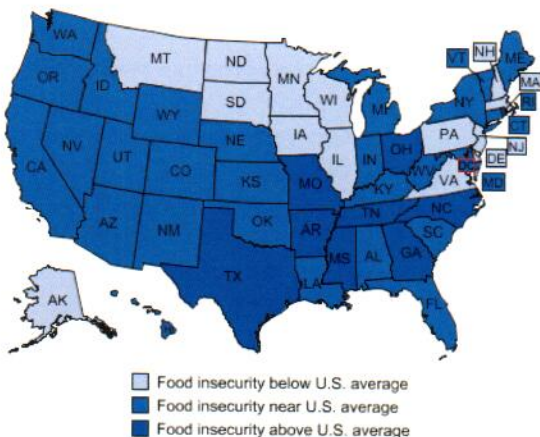 WA
MT
ND
MN
VT
NH
ME
OR
ID
SD
WI
MI
NY
MA
RI
WY
IA
PA
CT
NV
NE
IL
IN
OH
NJ
CA
UT
CO
KS
MO
KY
WV
VA
DC
DE
MD
AZ
NM
OK
AR
TN
NC
TX
LA
MS
AL
GA
SC
FL
AK
Food insecurity below U.S. average
Food insecurity near U.S. average
Food insecurity above U.S. average